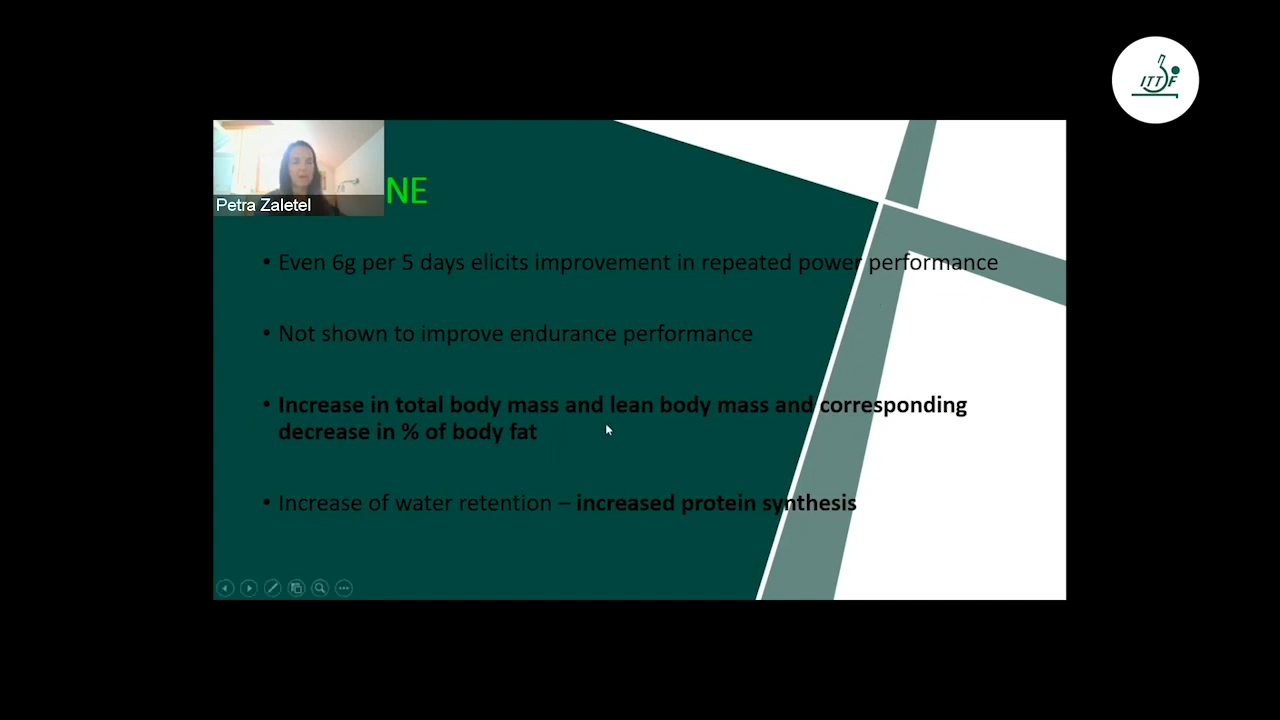 ITTF
NE
Petra Zaletel
• Even 6g per 5 days elicits improvement in repeated power performance
• Not shown to improve endurance performance
• Increase in total body mass and lean body mass and corresponding
decrease in % of body fat
• Increase of water retention – increased protein synthesis